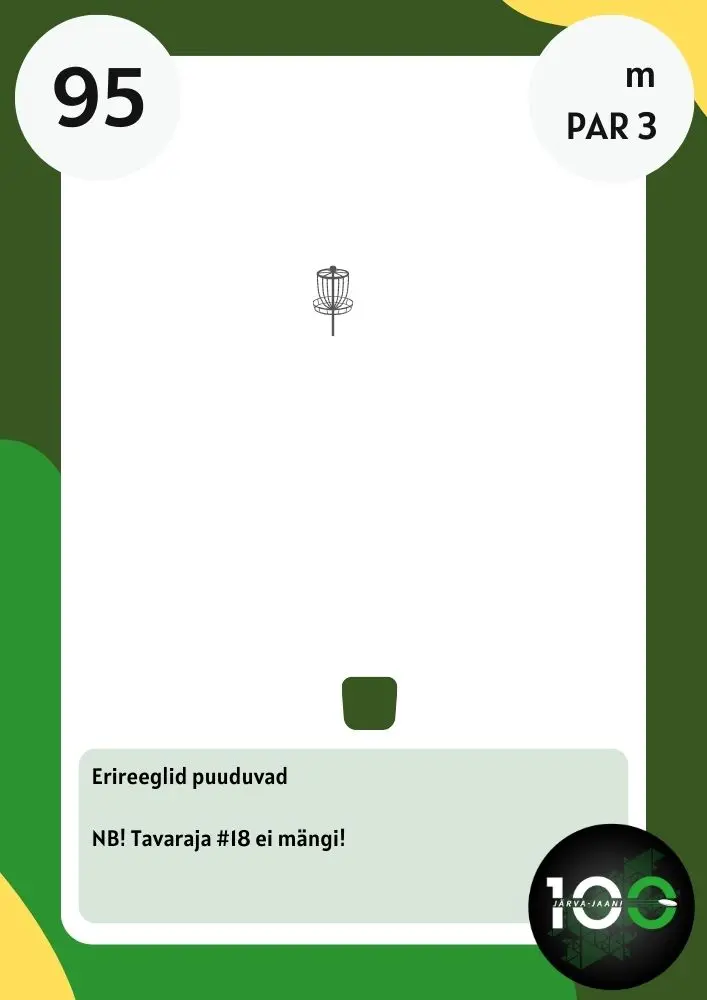 95
m
PAR 3
Erireeglid puuduvad
NB! Tavaraja #18 ei mängi!
100
JÄRVA-JAANI